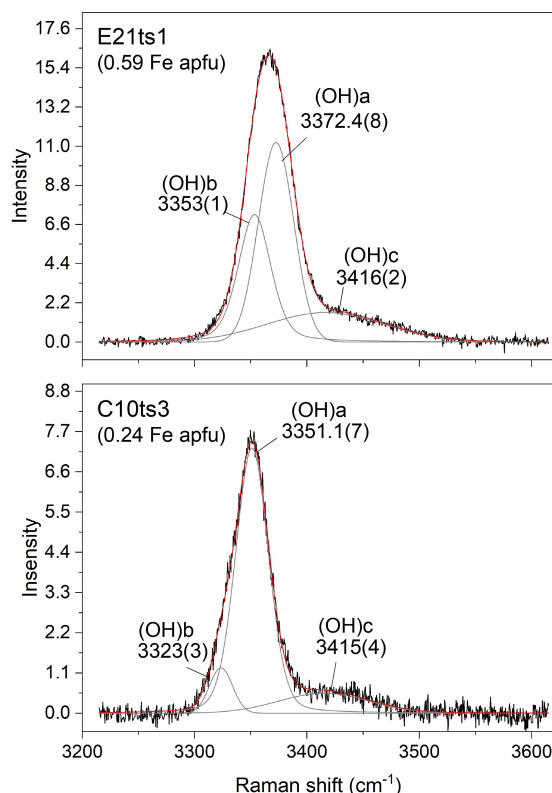 E21ts1
(0.59 Fe apfu)
17.6
15.4
13.2
11.0
8.8
6.6
4.4
2.2
0.0
Intensity
(OH)a
3372.4(8)
(OH)b
3353(1)
(OH)c
3416(2)
C10ts3
(0.24 Fe apfu)
8.8
7.7
6.6
5.5
4.4
3.3
2.2
1.1
0.0
Insensity
(OH)a
3351.1(7)
(OH)b
3323(3)
(OH)c
3415(4)
3200 3300 3400 3500 3600
Raman shift (cm⁻¹)